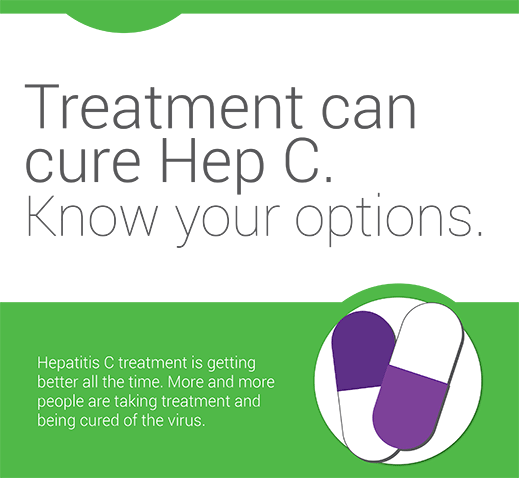 Treatment can
cure Hep C.
Know your options.
Hepatitis C treatment is getting
better all the time. More and more
people are taking treatment and
being cured of the virus.